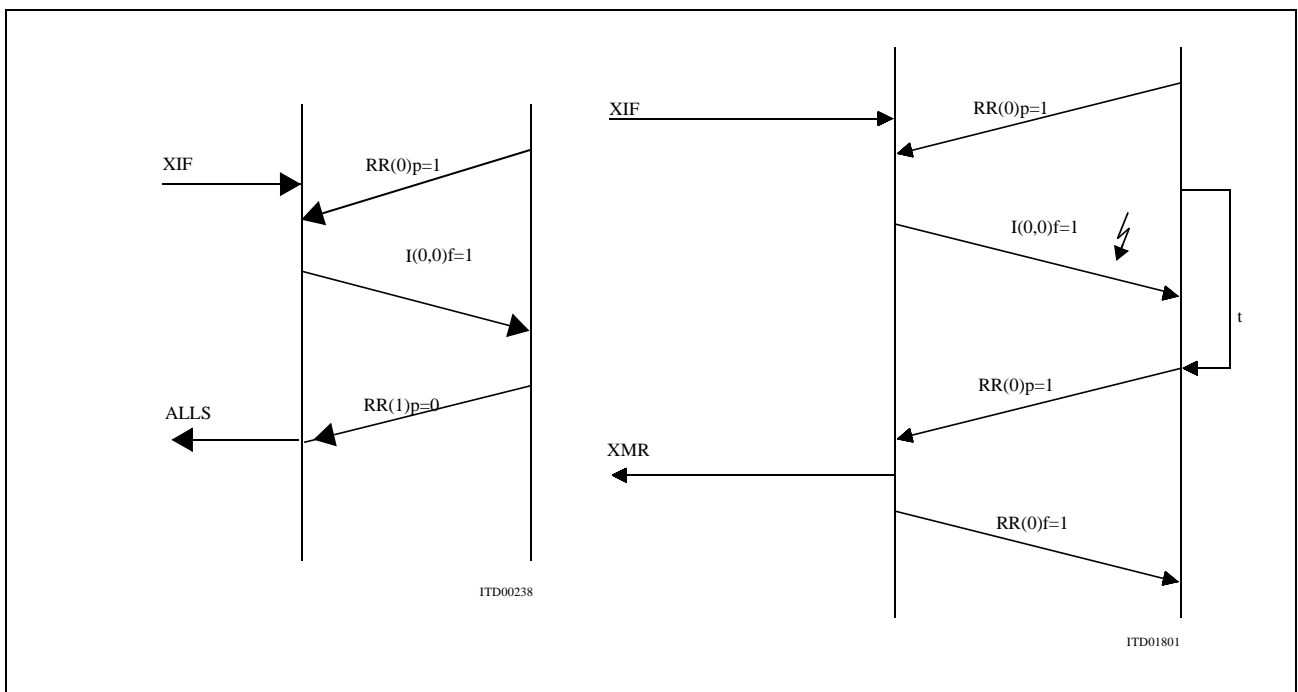 XIF
RR(0)p=1
I(0,0)f=1
ALLS
RR(1)p=0
ITD00238
XIF
RR(0)p=1
I(0,0)f=1
t
RR(0)p=1
XMR
RR(0)f=1
ITD01801